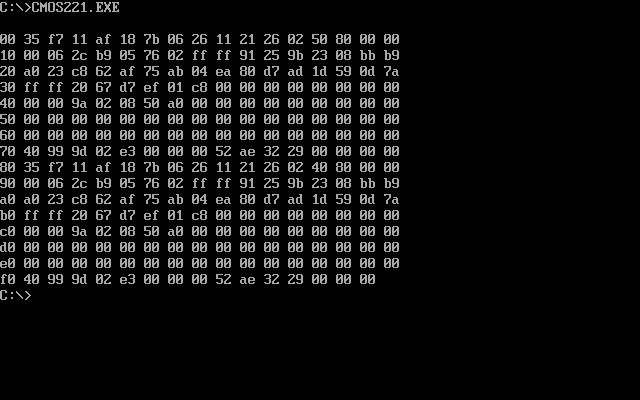 C:\>CMOS221.EXE
00 35 f7 11 af 18 7b 06 26 11 21 26 02 50 80 00 00
10 00 06 2c b9 05 76 02 ff ff 91 25 9b 23 08 bb b9
20 a0 23 c8 62 af 75 ab 04 ea 80 d7 ad 1d 59 0d 7a
30 ff ff 20 67 d7 ef 01 c8 00 00 00 00 00 00 00 00
40 00 00 9a 02 08 50 a0 00 00 00 00 00 00 00 00 00
50 00 00 00 00 00 00 00 00 00 00 00 00 00 00 00 00
60 00 00 00 00 00 00 00 00 00 00 00 00 00 00 00 00
70 40 99 9d 02 e3 00 00 00 52 ae 32 29 00 00 00 00
80 35 f7 11 af 18 7b 06 26 11 21 26 02 40 80 00 00
90 00 06 2c b9 05 76 02 ff ff 91 25 9b 23 08 bb b9
a0 a0 23 c8 62 af 75 ab 04 ea 80 d7 ad 1d 59 0d 7a
b0 ff ff 20 67 d7 ef 01 c8 00 00 00 00 00 00 00 00
c0 00 00 9a 02 08 50 a0 00 00 00 00 00 00 00 00 00
d0 00 00 00 00 00 00 00 00 00 00 00 00 00 00 00 00
e0 00 00 00 00 00 00 00 00 00 00 00 00 00 00 00 00
f0 40 99 9d 02 e3 00 00 00 52 ae 32 29 00 00 00
C:\>